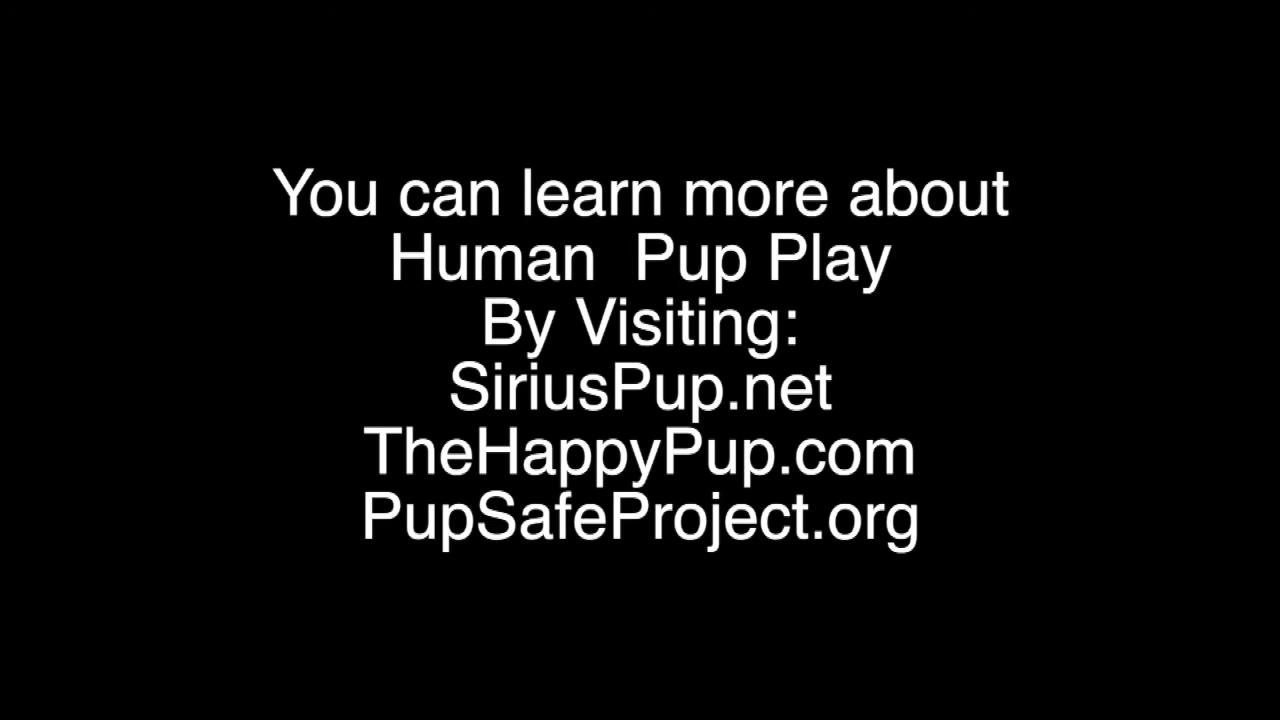 You can learn more about
Human  Pup Play
By Visiting:
SiriusPup.net
TheHappyPup.com
PupSafeProject.org